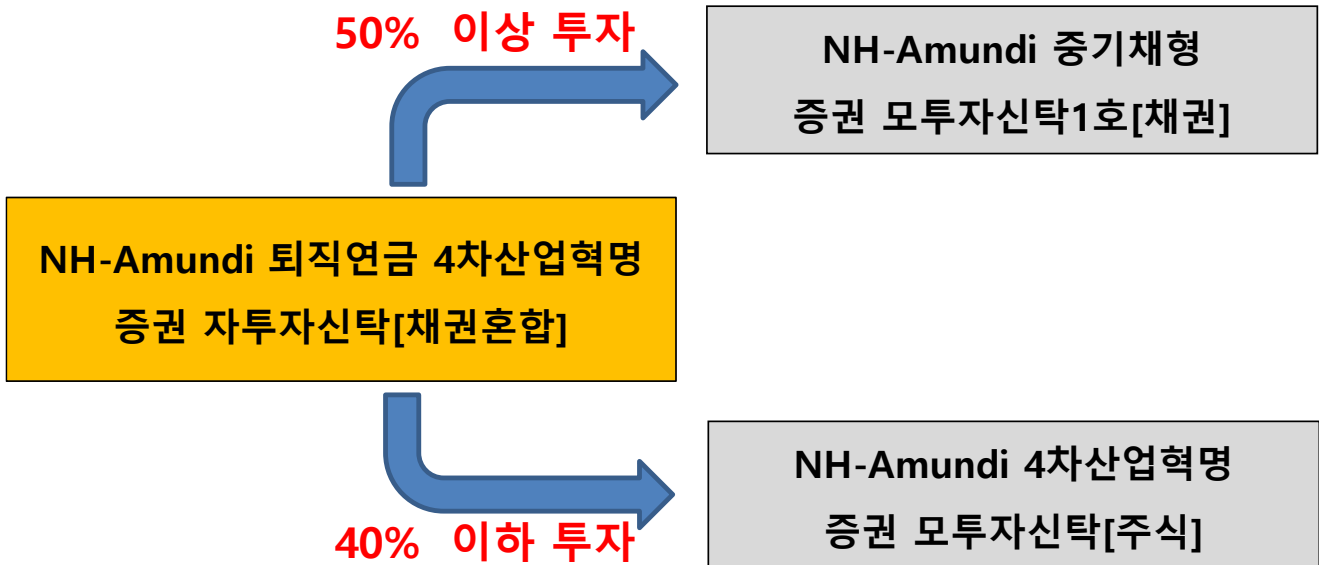 50% 이상 투자
NH-Amundi 중기채형
증권 모투자신탁1호[채권]
NH-Amundi 퇴직연금 4차산업혁명
증권 자투자신탁[채권혼합]
40% 이하 투자
NH-Amundi 4차산업혁명
증권 모투자신탁[주식]